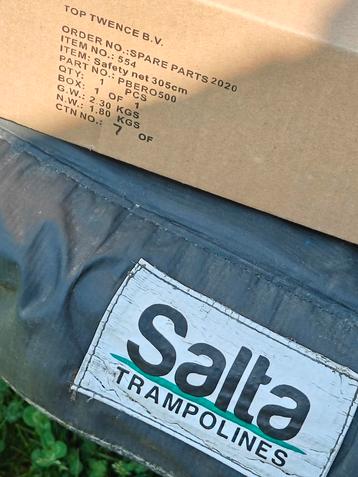 TOP TWENCE B.V.
ORDER NO.:SPARE PARTS 2020
ITEM NO.: 554
ITEM: Safety net 305cm
PART NO.: PBERO500
QTY: 1 PCS
BOX: 1 OF 1
G.W.: 2.30 KGS
N.W.: 1.80 KGS
CTN NO.: 7 OF
Salta
TRAMPOLINES